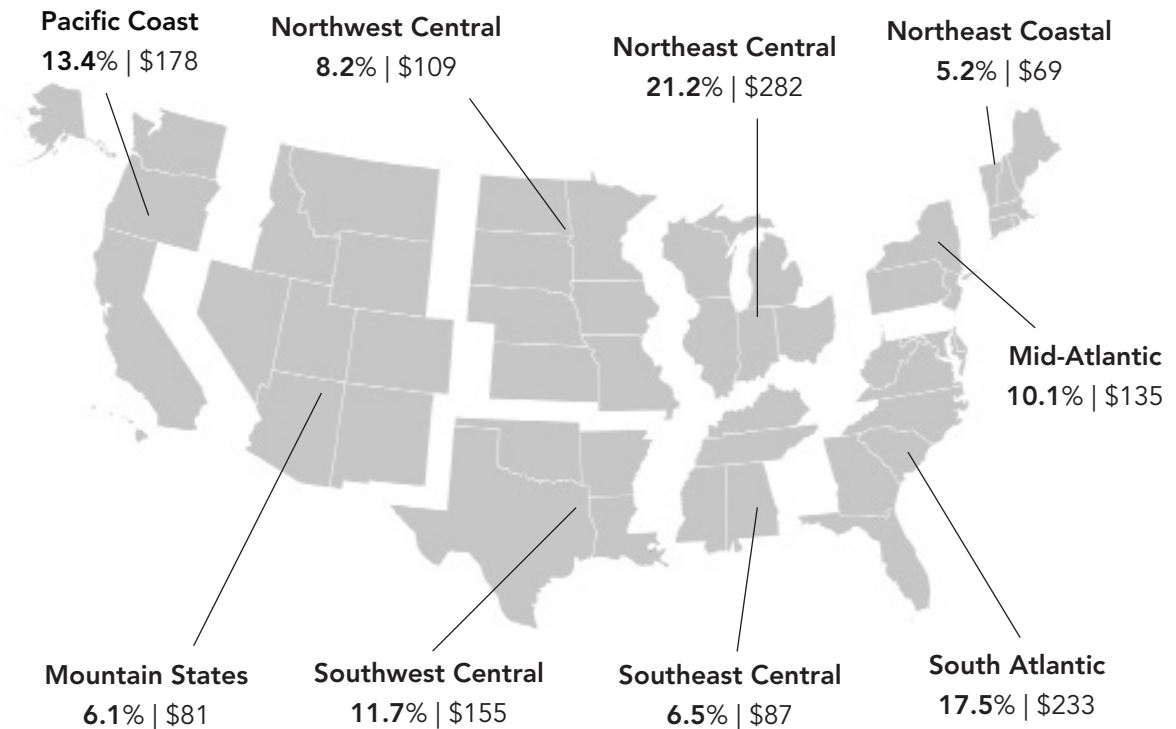 Pacific Coast
13.4% | $178
Northwest Central
8.2% | $109
Northeast Central
21.2% | $282
Northeast Coastal
5.2% | $69
Mid-Atlantic
10.1% | $135
Mountain States
6.1% | $81
Southwest Central
11.7% | $155
Southeast Central
6.5% | $87
South Atlantic
17.5% | $233